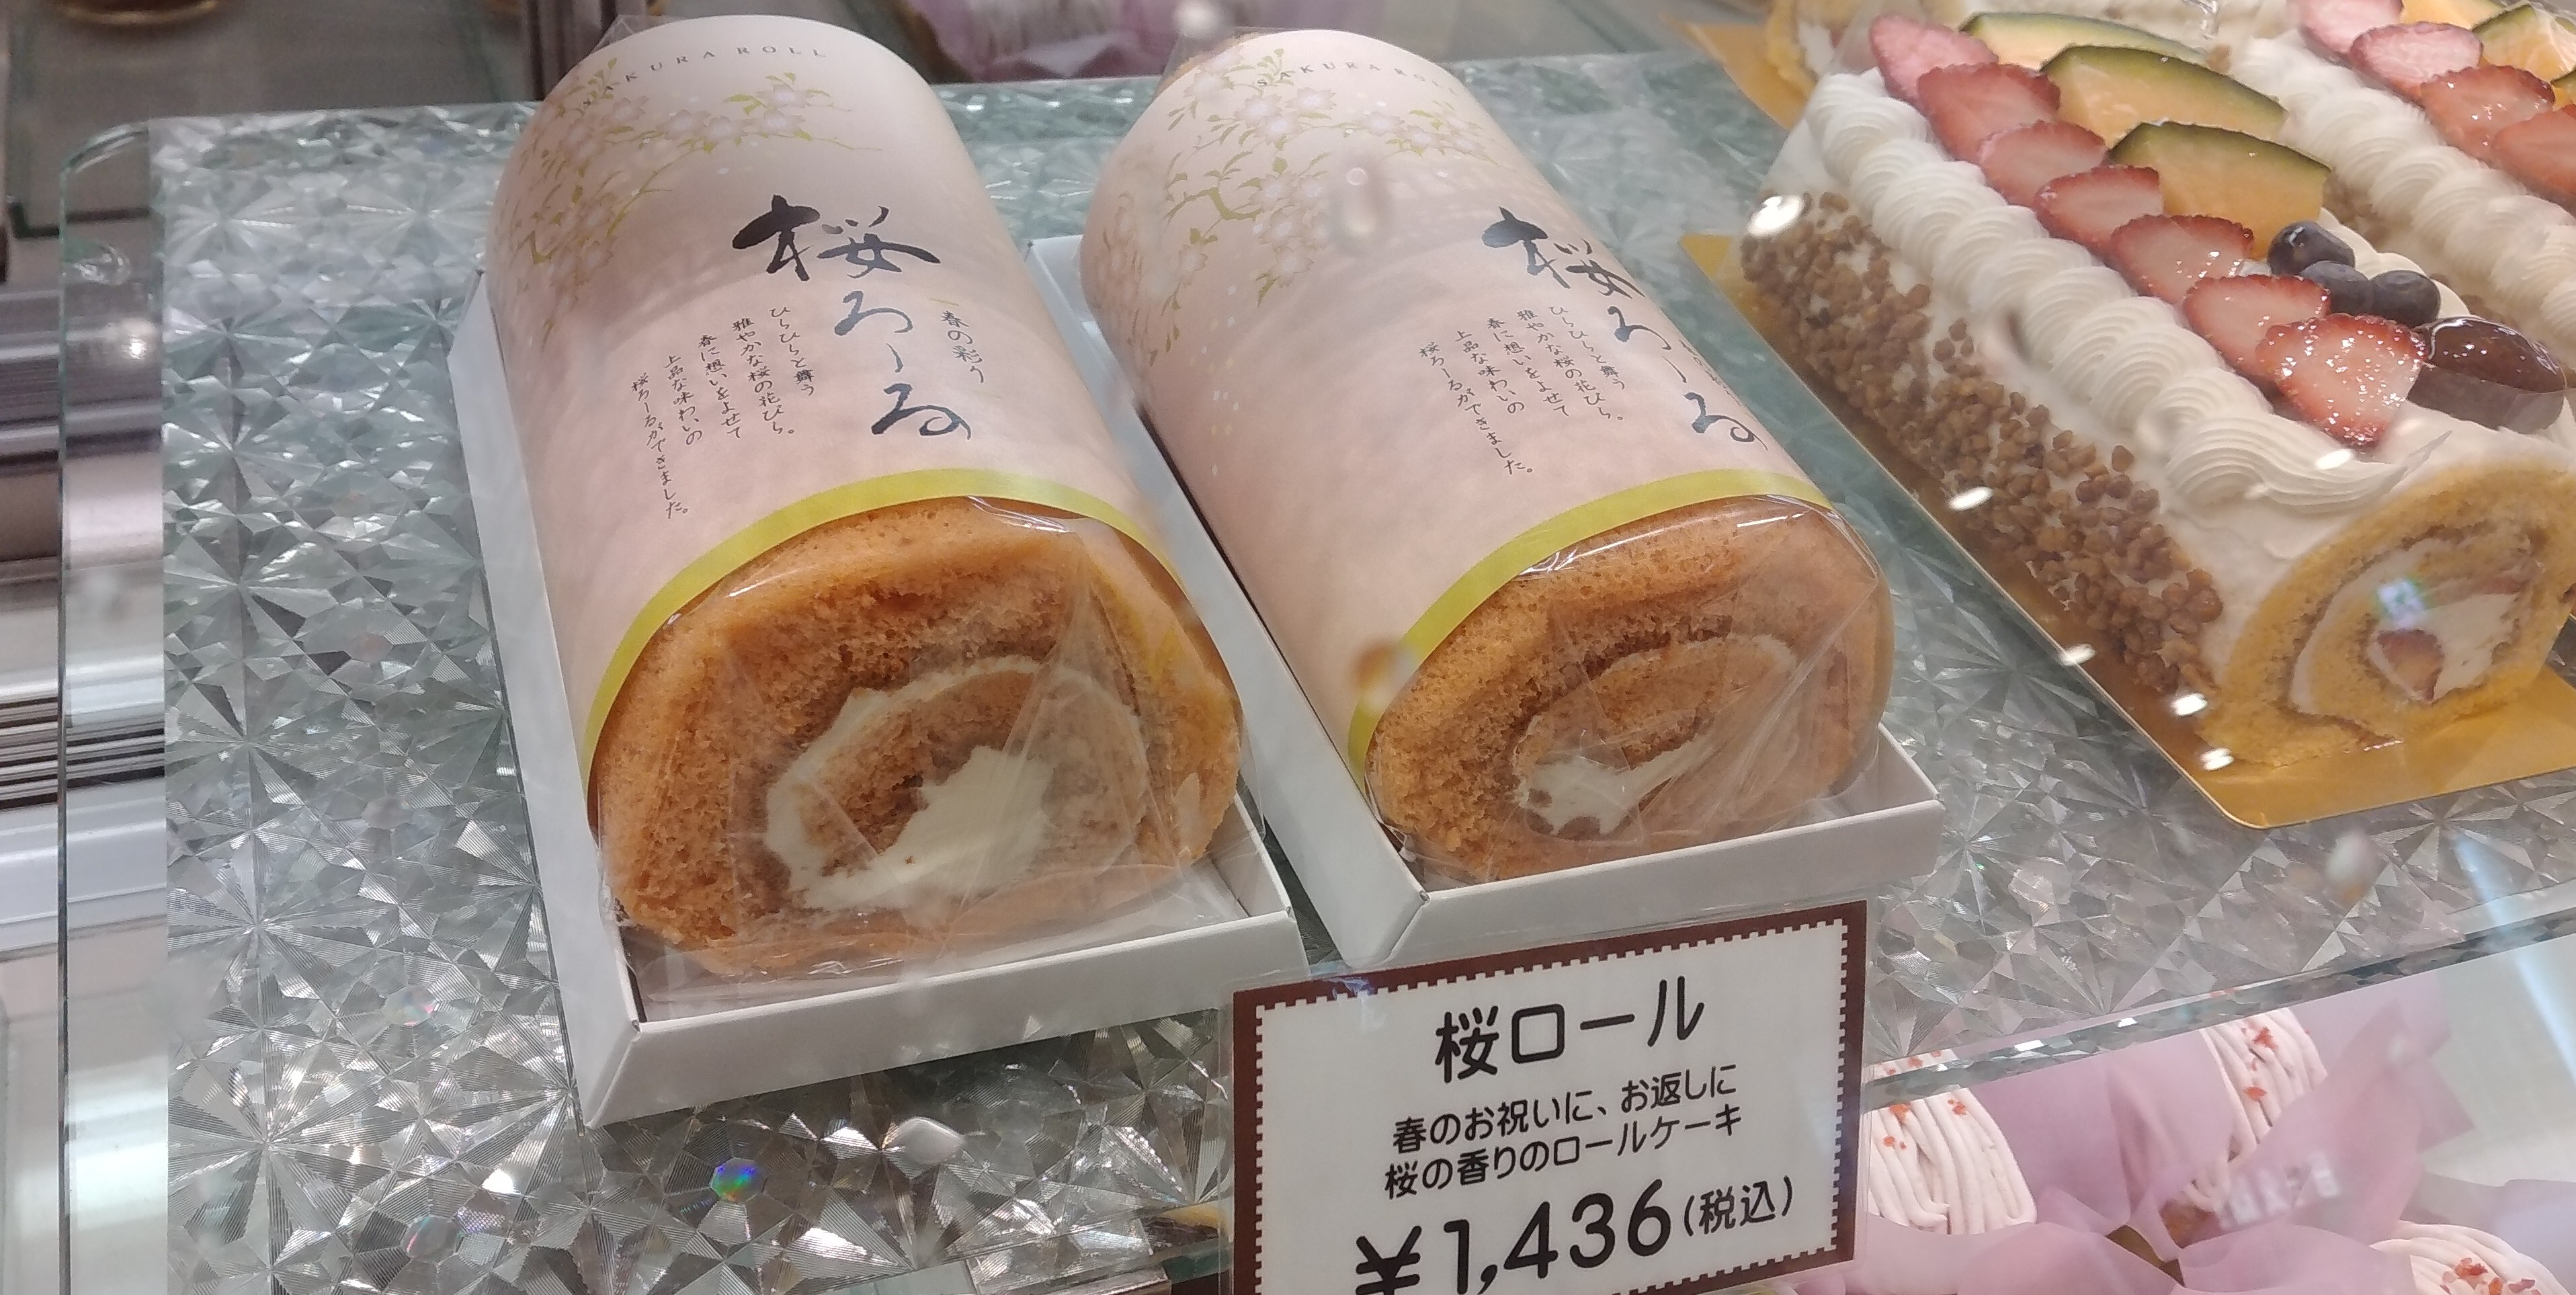 SAKURA ROLL
桜ろーる
春の彩り
ひらひらと舞う
雅やかな桜の花びら。
春に想いをよせて
上品な味わいの
桜ろーるができました。
SAKURA ROLL
桜ろーる
ひらひらと舞う
雅やかな桜の花びら。
春に想いをよせて
上品な味わいの
桜ろーるができました。
桜ロール
春のお祝いに、お返しに
桜の香りのロールケーキ
¥1,436(税込)